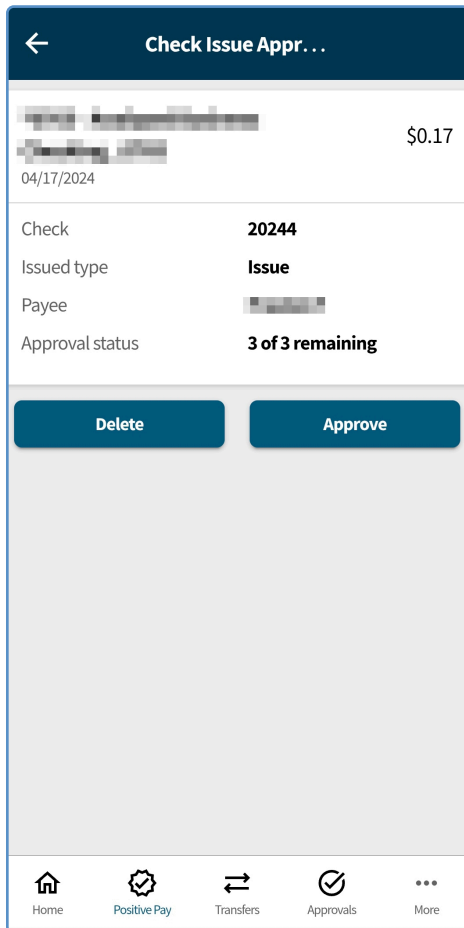 Check Issue Appr...
$0.17
04/17/2024
Check 20244
Issued type Issue
Payee
Approval status 3 of 3 remaining
Delete Approve
Home Positive Pay Transfers Approvals More